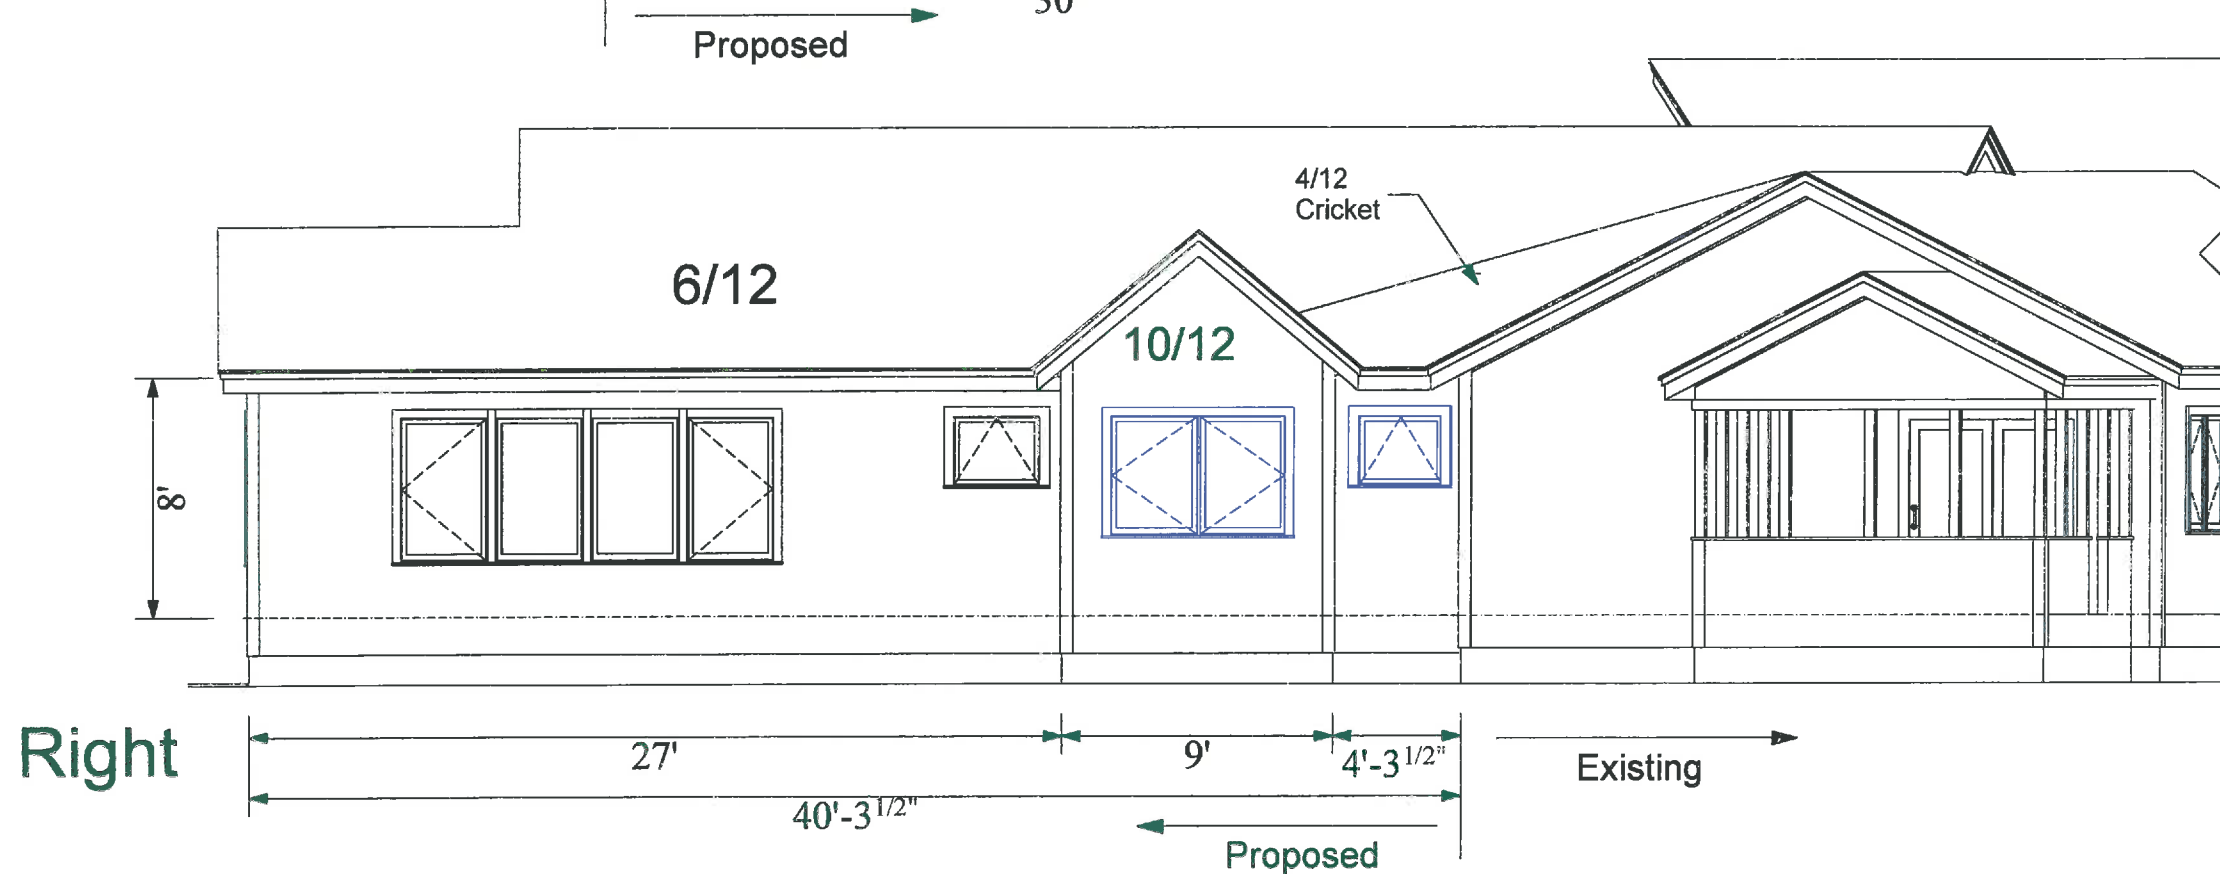 Proposed
4/12
Cricket
6/12
10/12
8'
Right
27'
9'
4'-3 1/2"
Existing
40'-3 1/2"
Proposed